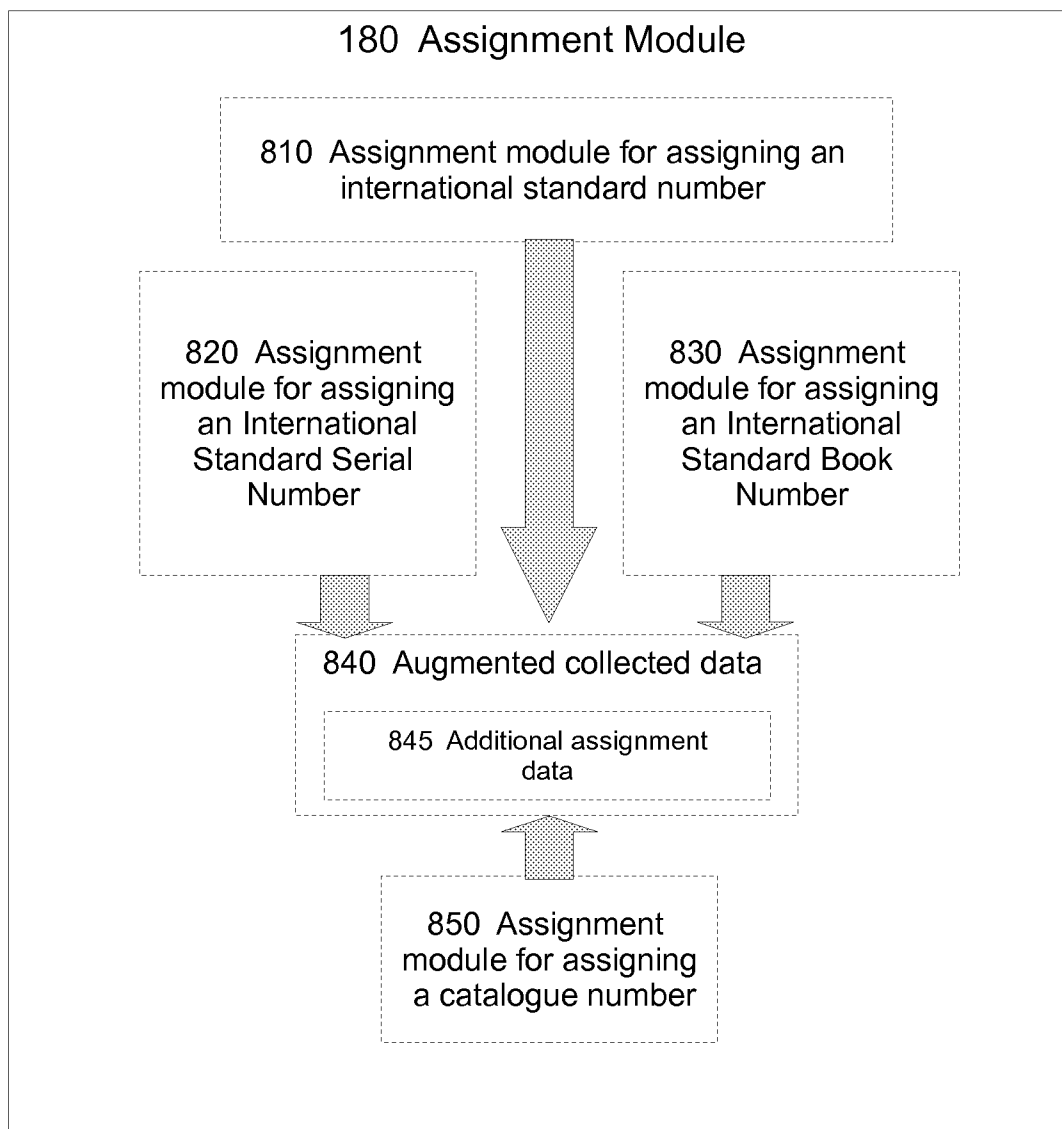 180 Assignment Module
810 Assignment module for assigning an
international standard number
820 Assignment
module for assigning
an International
Standard Serial
Number
830 Assignment
module for assigning
an International
Standard Book
Number
840 Augmented collected data
845 Additional assignment
data
850 Assignment
module for assigning
a catalogue number